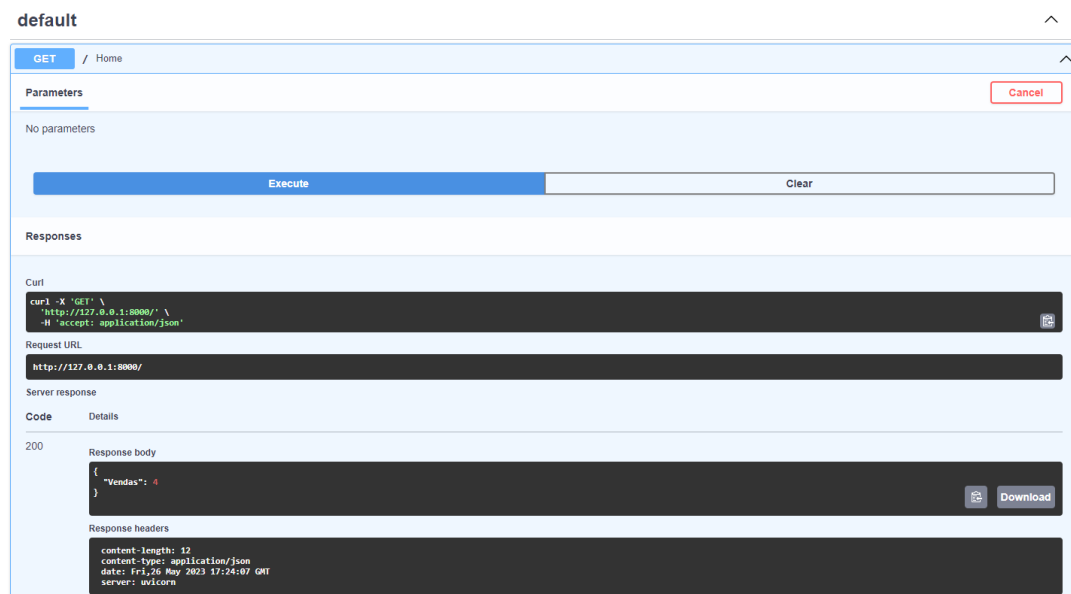 default
GET / Home
Parameters Cancel
No parameters
Execute Clear
Responses
Curl
curl -X 'GET' \
'http://127.0.0.1:8000/' \
-H 'accept: application/json'
Request URL
http://127.0.0.1:8000/
Server response
Code Details
200
Response body
{
"Vendas": 4
}
Download
Response headers
content-length: 12
content-type: application/json
date: Fri,26 May 2023 17:24:07 GMT
server: uvicorn